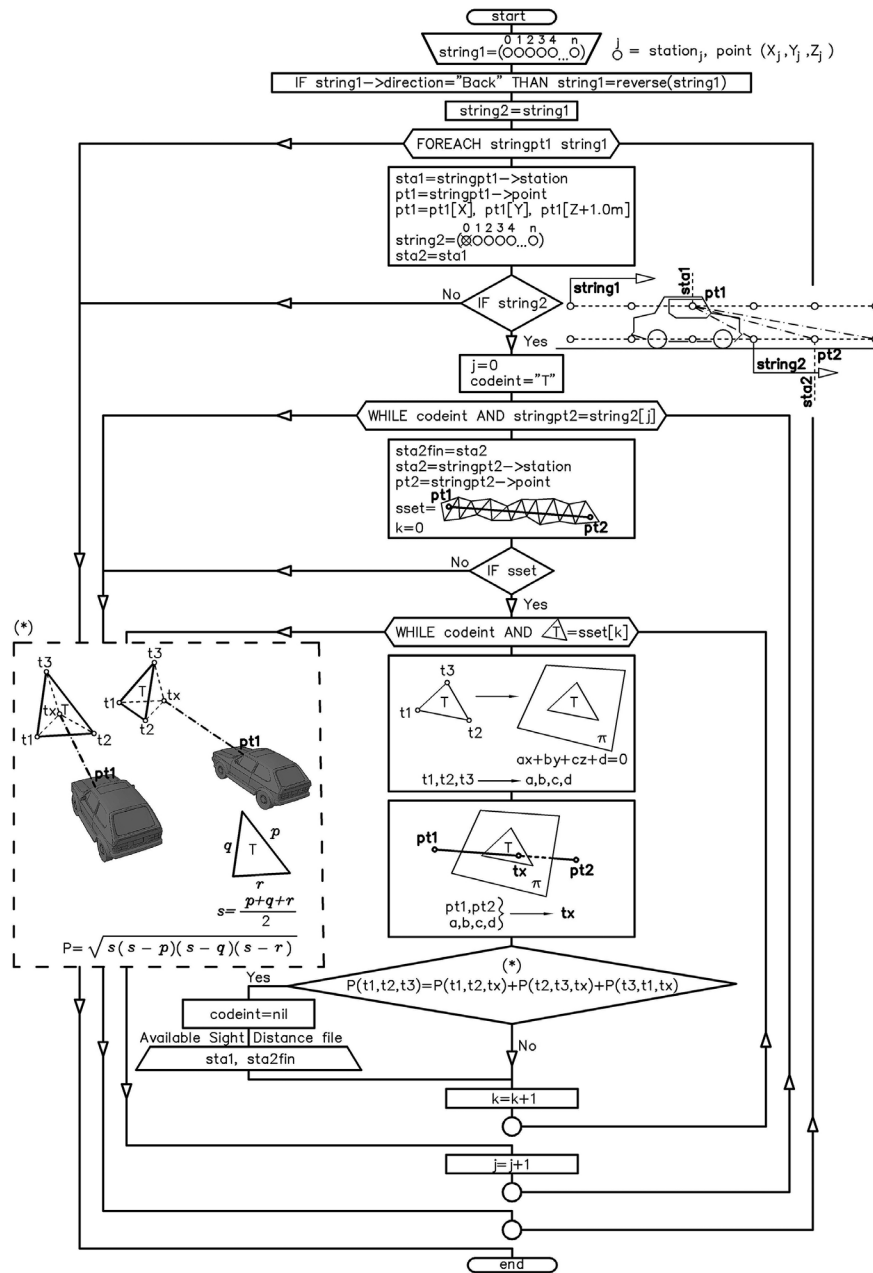 start
0 1 2 3 4 n
string1=(○○○○○...○)
j
○ = station_j, point (X_j,Y_j,Z_j)
IF string1->direction="Back" THAN string1=reverse(string1)
string2=string1
FOREACH stringpt1 string1
sta1=stringpt1->station
pt1=stringpt1->point
pt1=pt1[X], pt1[Y], pt1[Z+1.0m]
0 1 2 3 4 n
string2=(⊗○○○○...○)
sta2=sta1
string1
sta1
pt1
No
IF string2
Yes
string2
pt2
sta2
j=0
codeint="T"
WHILE codeint AND stringpt2=string2[j]
sta2fin=sta2
sta2=stringpt2->station
pt2=stringpt2->point
pt1
sset=
pt2
k=0
No
IF sset
Yes
(*)
WHILE codeint AND T=sset[k]
t3
t3
T
tx
t1
t2
tx
T
t1
t2
pt1
pt1
p
q
T
r
s=p+q+r
2
P=√s(s-p)(s-q)(s-r)
t3
T
t1
t2
T
π
ax+by+cz+d=0
t1,t2,t3
a,b,c,d
pt1
T
tx
pt2
π
pt1,pt2
a,b,c,d}
tx
Yes
(*)
P(t1,t2,t3)=P(t1,t2,tx)+P(t2,t3,tx)+P(t3,t1,tx)
codeint=nil
Available Sight Distance file
sta1, sta2fin
No
k=k+1
j=j+1
end